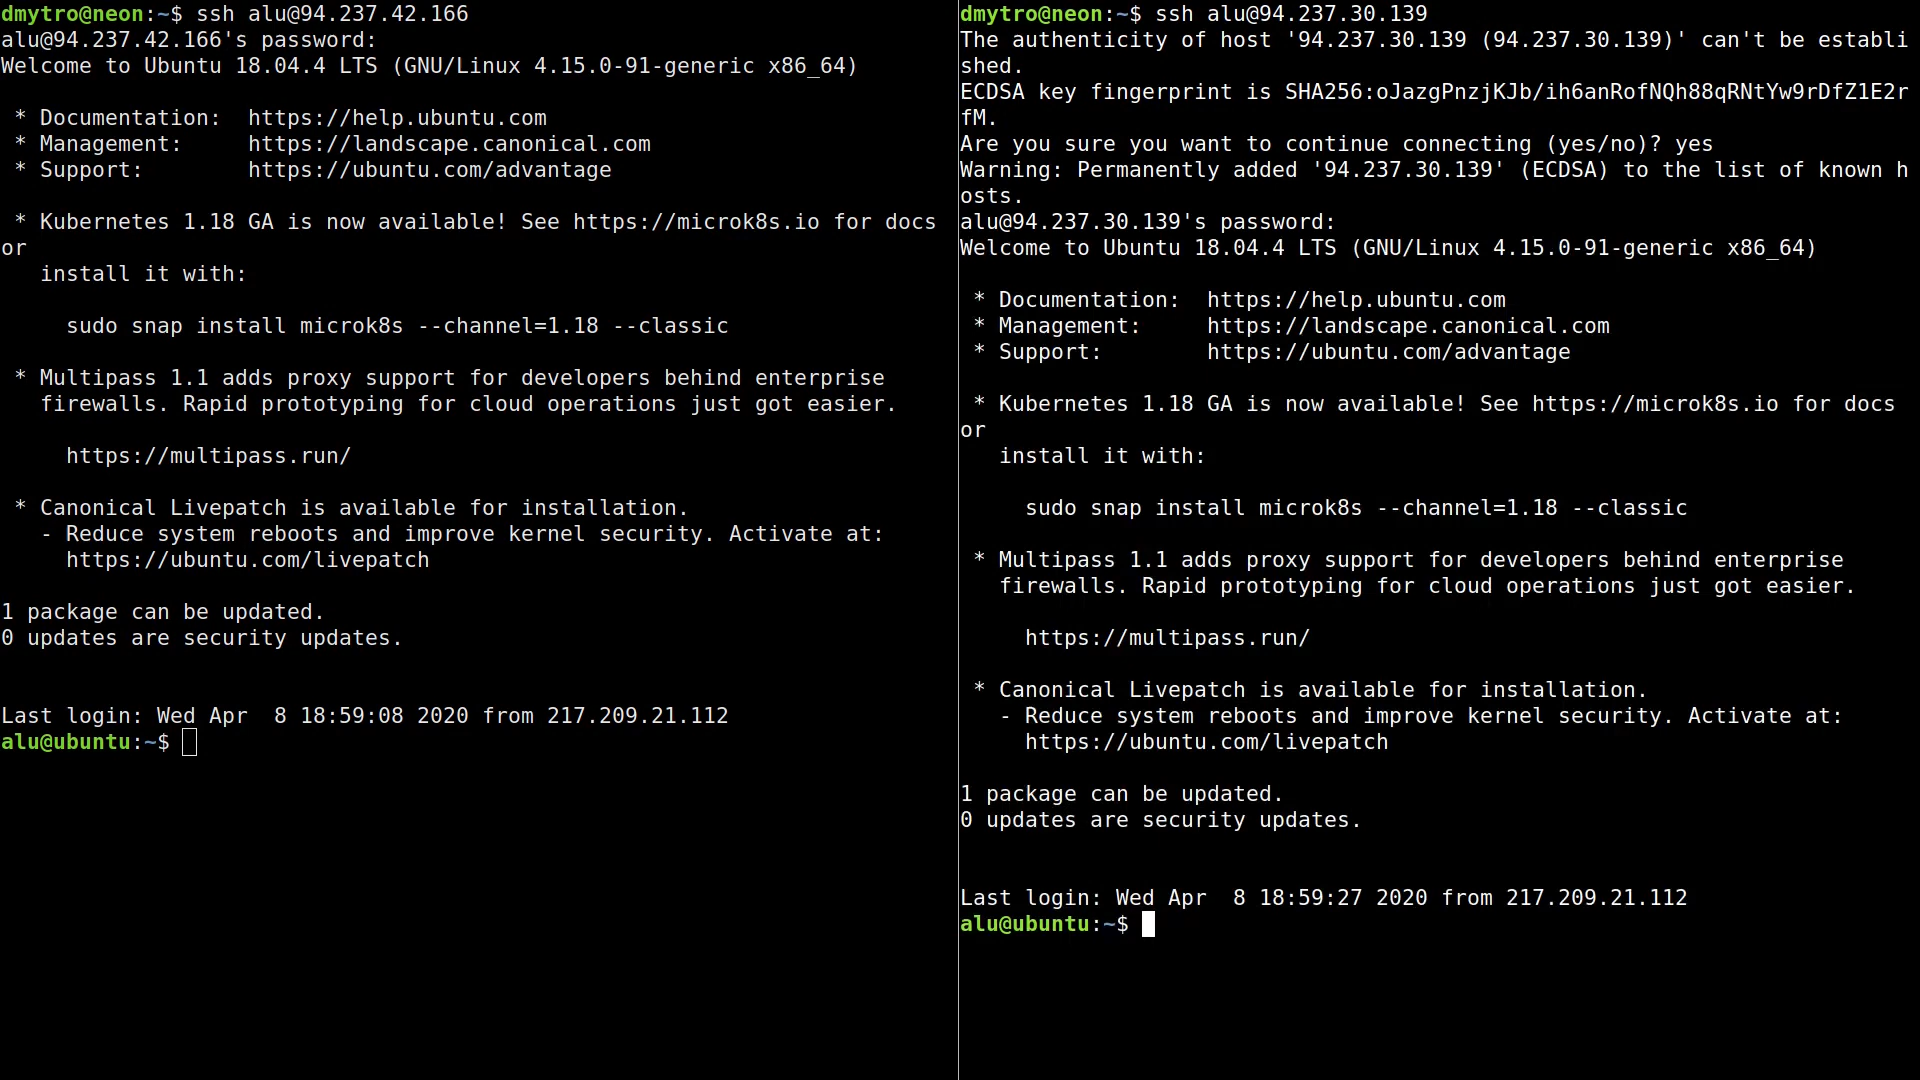 dmytro@neon:~$ ssh alu@94.237.42.166
alu@94.237.42.166's password:
Welcome to Ubuntu 18.04.4 LTS (GNU/Linux 4.15.0-91-generic x86_64)
 * Documentation:  https://help.ubuntu.com
 * Management:     https://landscape.canonical.com
 * Support:        https://ubuntu.com/advantage
 * Kubernetes 1.18 GA is now available! See https://microk8s.io for docs
or
   install it with:
     sudo snap install microk8s --channel=1.18 --classic
 * Multipass 1.1 adds proxy support for developers behind enterprise
   firewalls. Rapid prototyping for cloud operations just got easier.
     https://multipass.run/
 * Canonical Livepatch is available for installation.
   - Reduce system reboots and improve kernel security. Activate at:
     https://ubuntu.com/livepatch
1 package can be updated.
0 updates are security updates.
Last login: Wed Apr  8 18:59:08 2020 from 217.209.21.112
alu@ubuntu:~$
dmytro@neon:~$ ssh alu@94.237.30.139
The authenticity of host '94.237.30.139 (94.237.30.139)' can't be establi
shed.
ECDSA key fingerprint is SHA256:oJazgPnzjKJb/ih6anRofNQh88qRNtYw9rDfZ1E2r
fM.
Are you sure you want to continue connecting (yes/no)? yes
Warning: Permanently added '94.237.30.139' (ECDSA) to the list of known h
osts.
alu@94.237.30.139's password:
Welcome to Ubuntu 18.04.4 LTS (GNU/Linux 4.15.0-91-generic x86_64)
 * Documentation:  https://help.ubuntu.com
 * Management:     https://landscape.canonical.com
 * Support:        https://ubuntu.com/advantage
 * Kubernetes 1.18 GA is now available! See https://microk8s.io for docs
or
   install it with:
     sudo snap install microk8s --channel=1.18 --classic
 * Multipass 1.1 adds proxy support for developers behind enterprise
   firewalls. Rapid prototyping for cloud operations just got easier.
     https://multipass.run/
 * Canonical Livepatch is available for installation.
   - Reduce system reboots and improve kernel security. Activate at:
     https://ubuntu.com/livepatch
1 package can be updated.
0 updates are security updates.
Last login: Wed Apr  8 18:59:27 2020 from 217.209.21.112
alu@ubuntu:~$